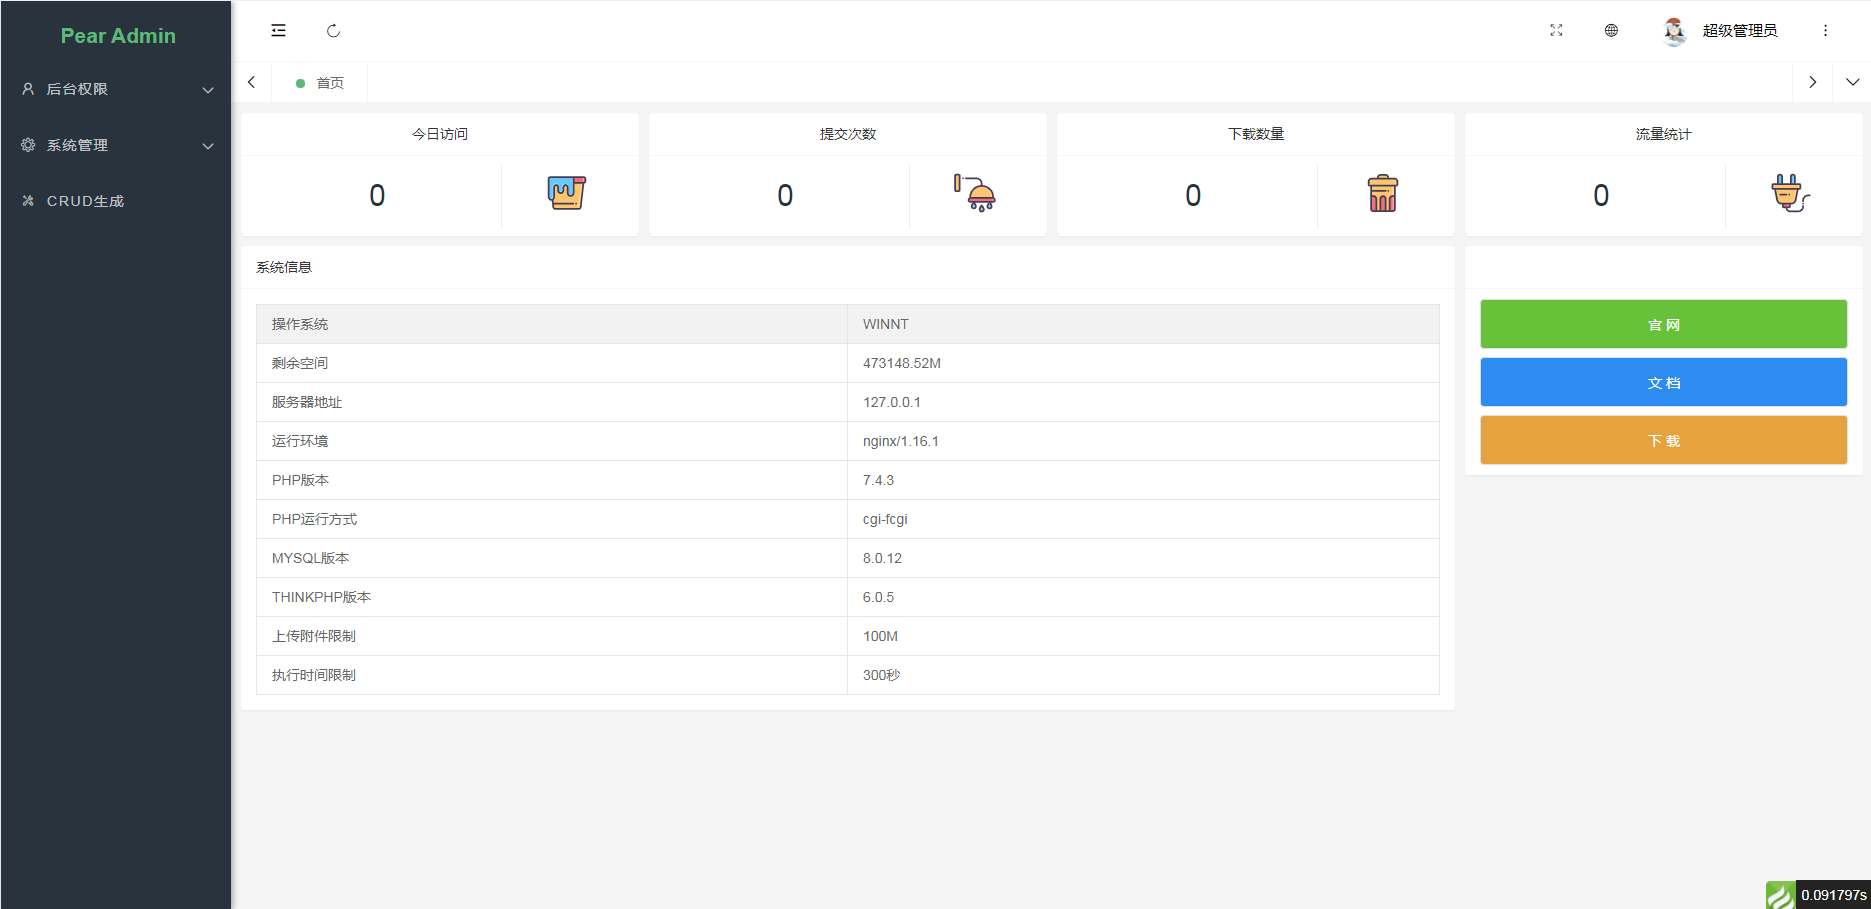 Pear Admin
后台权限
系统管理
CRUD生成
超级管理员
首页
今日访问
0
提交次数
0
下载数量
0
流量统计
0
系统信息
操作系统 WINNT
剩余空间 473148.52M
服务器地址 127.0.0.1
运行环境 nginx/1.16.1
PHP版本 7.4.3
PHP运行方式 cgi-fcgi
MYSQL版本 8.0.12
THINKPHP版本 6.0.5
上传附件限制 100M
执行时间限制 300秒
官 网
文 档
下 载
0.091797s